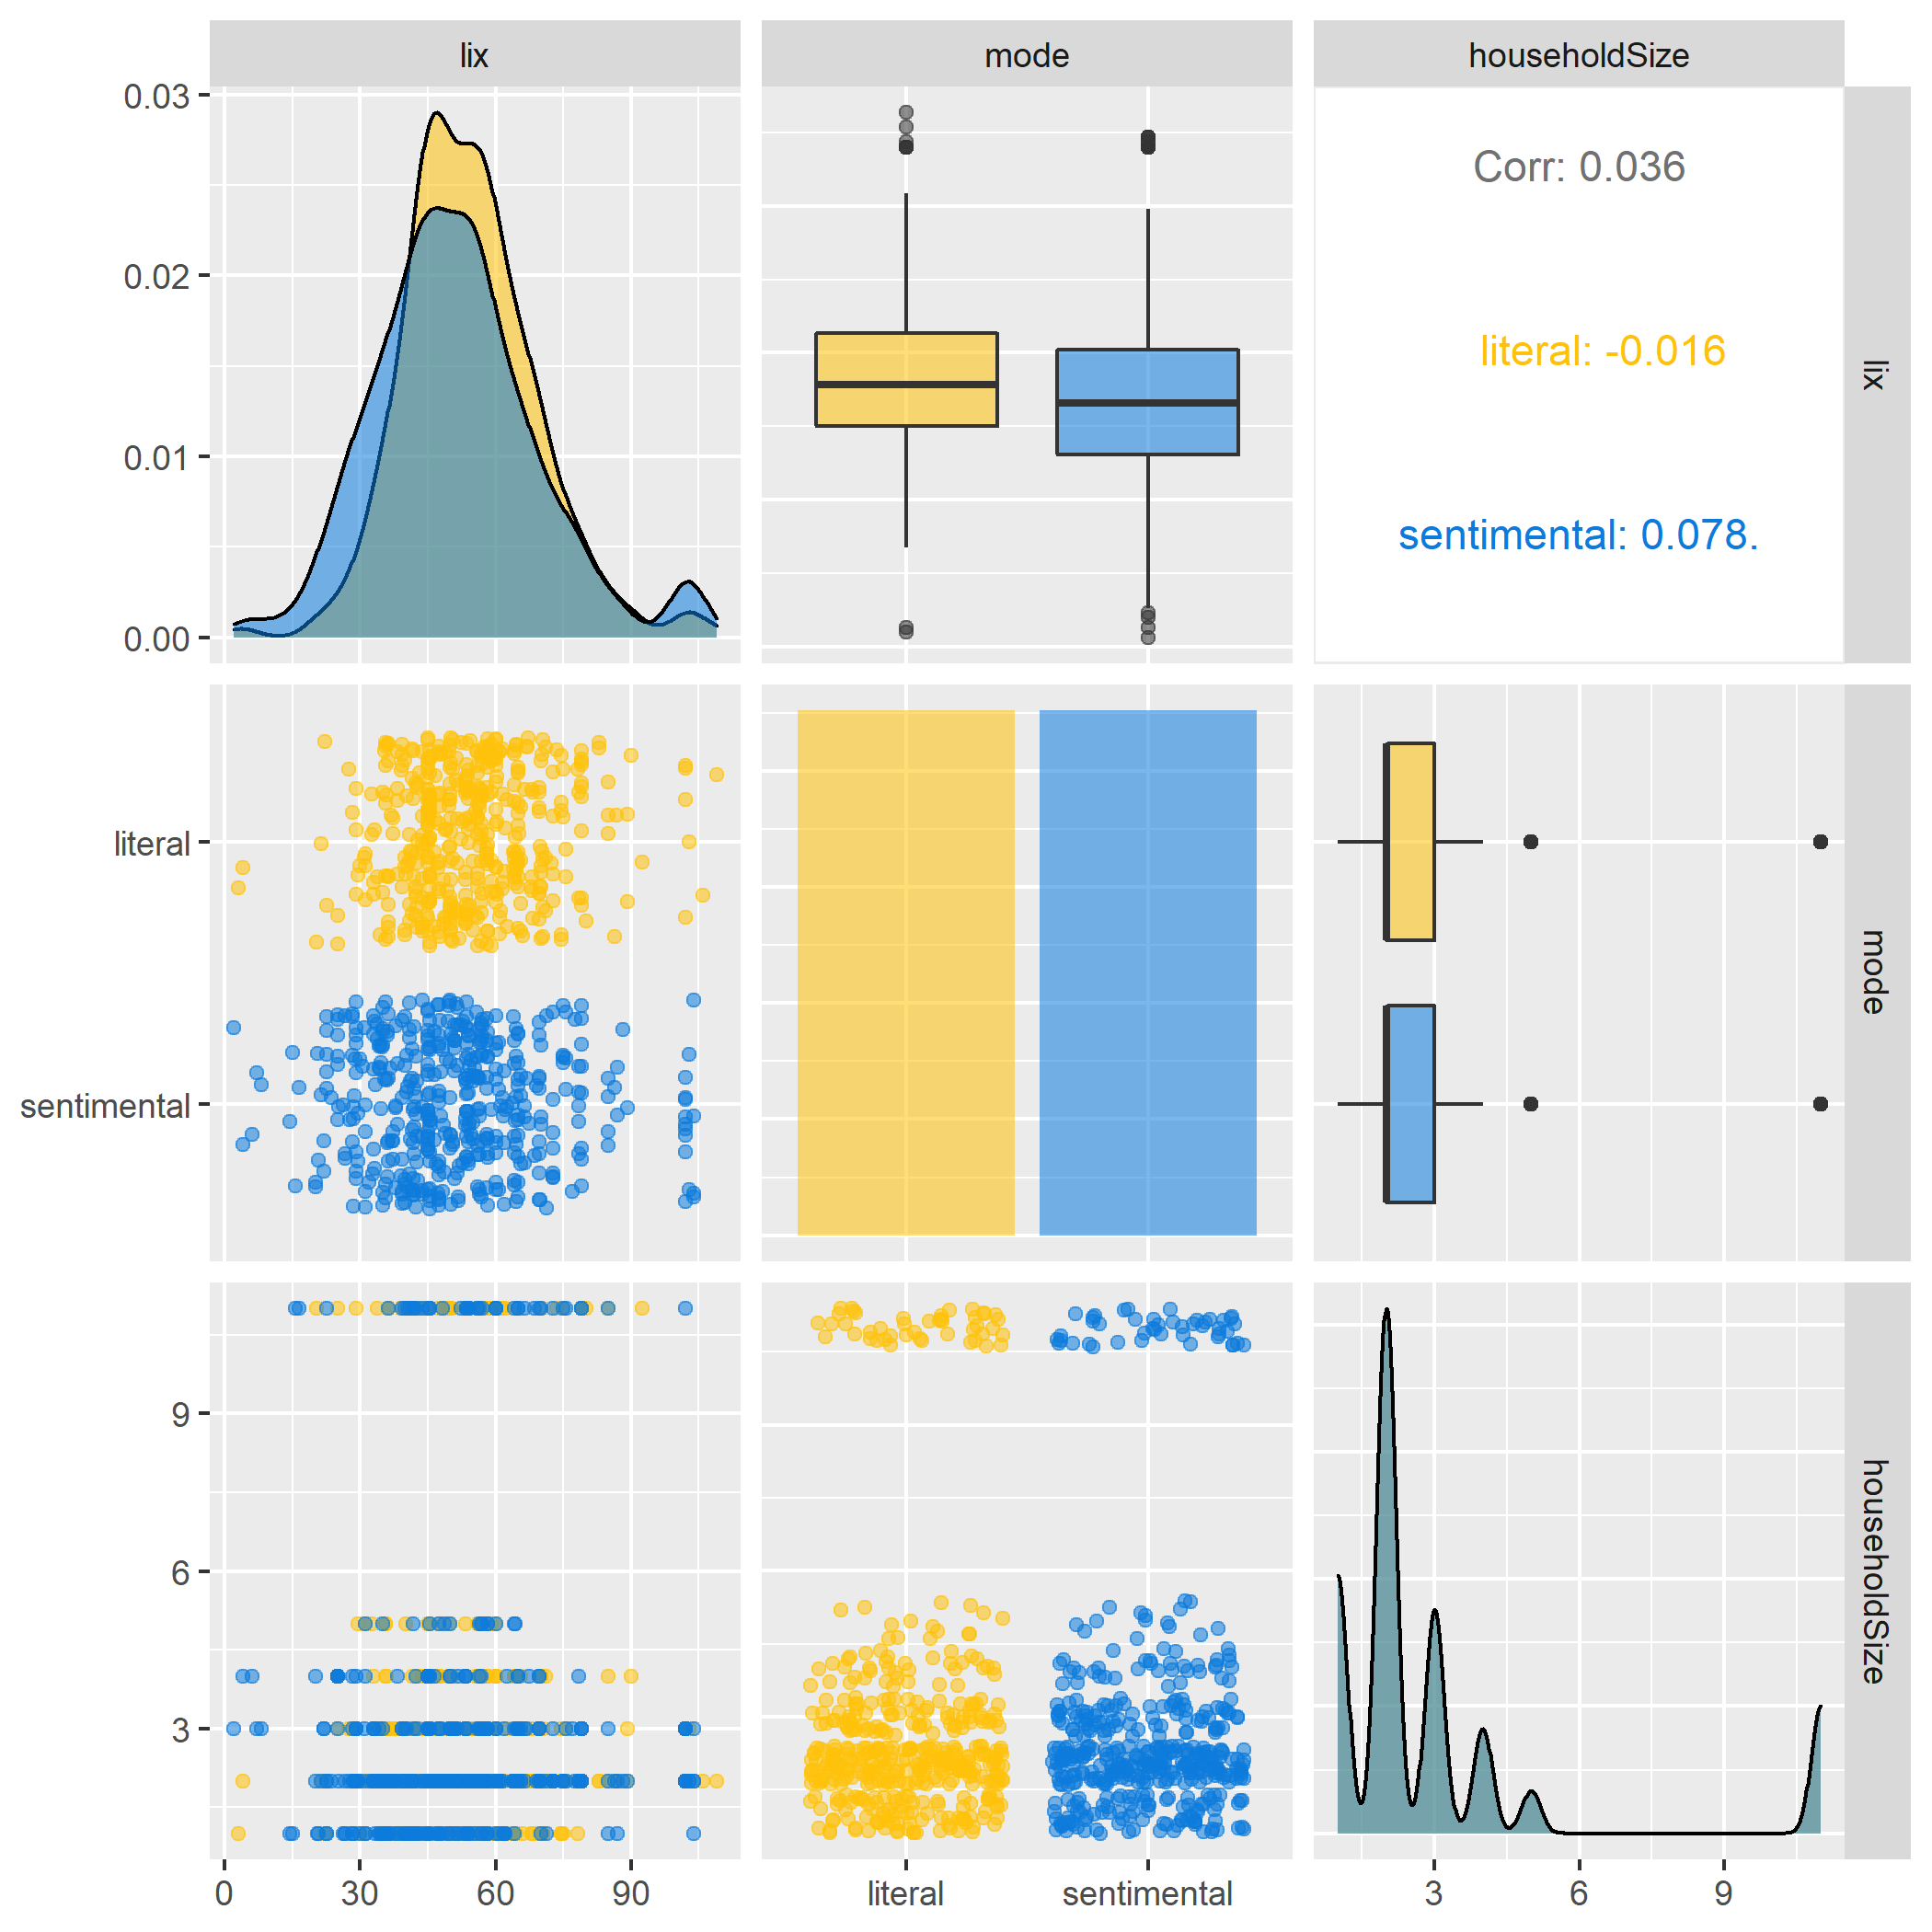 lix
mode
householdSize
0.03
0.02
0.01
0.00
Corr: 0.036
literal: -0.016
sentimental: 0.078.
lix
literal
sentimental
mode
9
6
3
householdSize
0
30
60
90
literal
sentimental
3
6
9